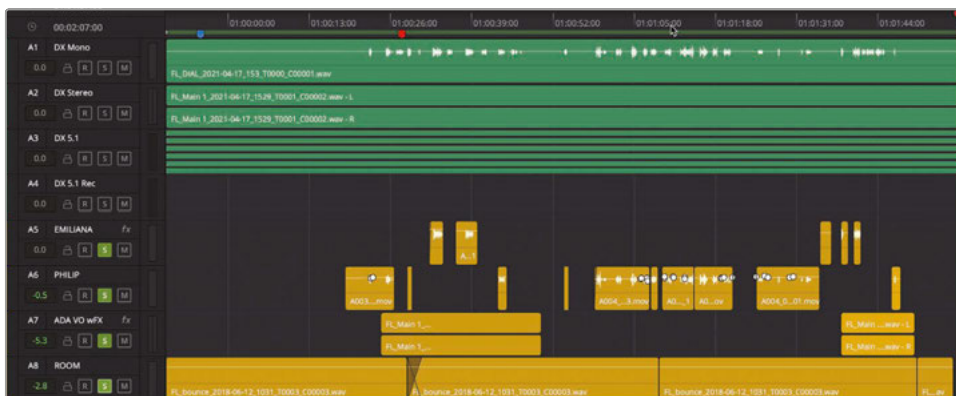 00:02:07:00
01:00:00:00 01:00:13:00 01:00:26:00 01:00:39:00 01:00:52:00 01:01:05:00 01:01:18:00 01:01:31:00 01:01:44:00
A1 DX Mono
0.0 R S M
FL_DIAL_2021-04-17_153_T0000_C00001.wav
A2 DX Stereo
0.0 R S M
FL_Main 1_2021-04-17_1529_T0001_C00002.wav - L
FL_Main 1_2021-04-17_1529_T0001_C00002.wav - R
A3 DX 5.1
0.0 R S M
A4 DX 5.1 Rec
0.0 R S M
A5 EMILIANA fx
0.0 R S M
A...1
A6 PHILIP
-0.5 R S M
A003....mov A004_...3.mov A0..._1 A0...ov A004_0...01.mov
A7 ADA VO wFX fx
-5.3 R S M
FL_Main 1_... FL_Main ....wav - L
FL_Main 1_... FL_Main ....wav - R
A8 ROOM
-2.8 R S M
FL_bounce_2018-06-12_1031_T0003_C00003.wav FL_bounce_2018-06-12_1031_T0003_C00003.wav FL_bounce_2018-06-12_1031_T0003_C00003.wav FL...av